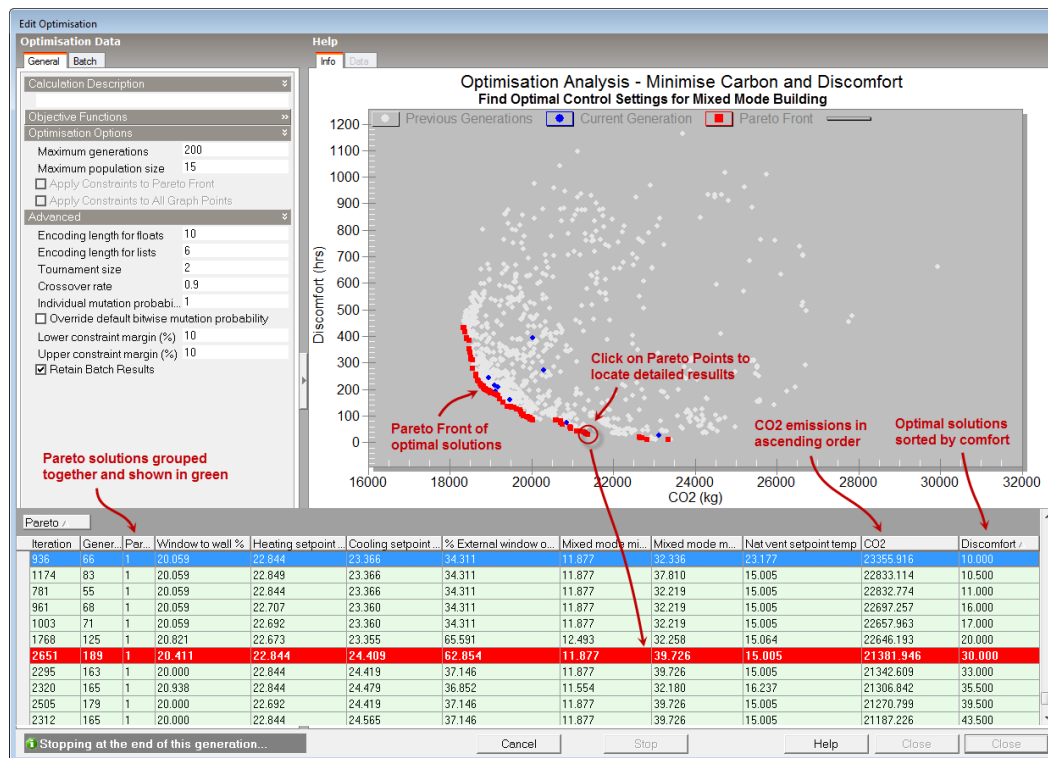 Edit Optimisation
Optimisation Data
General Batch
Calculation Description
Objective Functions
Optimisation Options
Maximum generations 200
Maximum population size 15
Apply Constraints to Pareto Front
Apply Constraints to All Graph Points
Advanced
Encoding length for floats 10
Encoding length for lists 6
Tournament size 2
Crossover rate 0.9
Individual mutation probabi... 1
Override default bitwise mutation probability
Lower constraint margin (%) 10
Upper constraint margin (%) 10
Retain Batch Results
Help
Info Data
Optimisation Analysis - Minimise Carbon and Discomfort
Find Optimal Control Settings for Mixed Mode Building
Previous Generations Current Generation Pareto Front
Discomfort (hrs)
1200
1100
1000
900
800
700
600
500
400
300
200
100
0
16000 18000 20000 22000 24000 26000 28000 30000 32000
CO2 (kg)
Click on Pareto Points to
locate detailed resullts
Pareto Front of
optimal solutions
CO2 emissions in
ascending order
Optimal solutions
sorted by comfort
Pareto solutions grouped
together and shown in green
Pareto /
Iteration Gener... Par... Window to wall % Heating setpoint... Cooling setpoint ... % External window o... Mixed mode mi... Mixed mode m... Nat vent setpoint temp CO2 Discomfort /
936 66 1 20.059 22.844 23.366 34.311 11.877 32.336 23.177 23355.916 10.000
1174 83 1 20.059 22.849 23.366 34.311 11.877 37.810 15.005 22833.114 10.500
781 55 1 20.059 22.844 23.366 34.311 11.877 32.219 15.005 22832.774 11.000
961 68 1 20.059 22.707 23.360 34.311 11.877 32.219 15.005 22697.257 16.000
1003 71 1 20.059 22.692 23.360 34.311 11.877 32.219 15.005 22657.963 17.000
1768 125 1 20.821 22.673 23.355 65.591 12.493 32.258 15.064 22646.193 20.000
2651 189 1 20.411 22.844 24.409 62.854 11.877 39.726 15.005 21381.946 30.000
2295 163 1 20.000 22.844 24.419 37.146 11.877 39.726 15.005 21342.609 33.000
2320 165 1 20.938 22.844 24.479 36.852 11.554 32.180 16.237 21306.842 35.500
2505 179 1 20.000 22.692 24.419 37.146 11.877 39.726 15.005 21270.799 39.500
2312 165 1 20.000 22.844 24.565 37.146 11.877 39.726 15.005 21187.226 43.500
Stopping at the end of this generation...
Cancel Stop Help Close Close